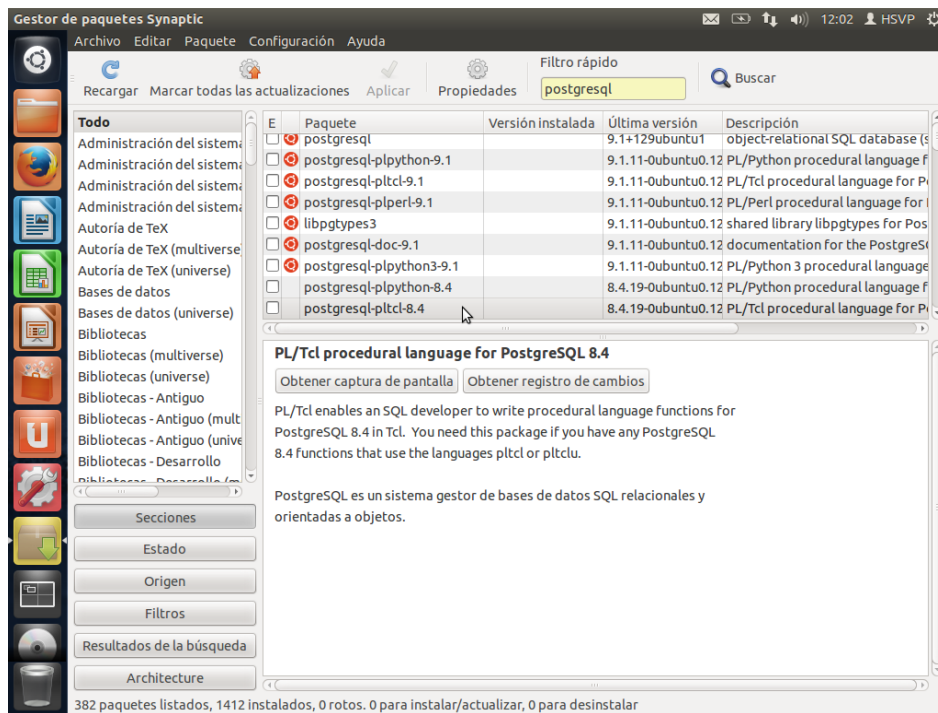 Gestor de paquetes Synaptic 12:02 HSVP
Archivo Editar Paquete Configuración Ayuda
Recargar Marcar todas las actualizaciones Aplicar Propiedades Filtro rápido postgresql Buscar
Todo
Administración del sistema
Administración del sistema
Administración del sistema
Administración del sistema
Autoría de TeX
Autoría de TeX (multiverse
Autoría de TeX (universe)
Bases de datos
Bases de datos (universe)
Bibliotecas
Bibliotecas (multiverse)
Bibliotecas (universe)
Bibliotecas - Antiguo
Bibliotecas - Antiguo (mult
Bibliotecas - Antiguo (unive
Bibliotecas - Desarrollo
Bibliotecas - Desarrollo (m
Secciones
Estado
Origen
Filtros
Resultados de la búsqueda
Architecture
E Paquete Versión instalada Última versión Descripción
postgresql 9.1+129ubuntu1 object-relational SQL database (s
postgresql-plpython-9.1 9.1.11-0ubuntu0.12 PL/Python procedural language f
postgresql-pltcl-9.1 9.1.11-0ubuntu0.12 PL/Tcl procedural language for P
postgresql-plperl-9.1 9.1.11-0ubuntu0.12 PL/Perl procedural language for
libpgtypes3 9.1.11-0ubuntu0.12 shared library libpgtypes for Pos
postgresql-doc-9.1 9.1.11-0ubuntu0.12 documentation for the PostgreS
postgresql-plpython3-9.1 9.1.11-0ubuntu0.12 PL/Python 3 procedural language
postgresql-plpython-8.4 8.4.19-0ubuntu0.12 PL/Python procedural language f
postgresql-pltcl-8.4 8.4.19-0ubuntu0.12 PL/Tcl procedural language for P
PL/Tcl procedural language for PostgreSQL 8.4
Obtener captura de pantalla Obtener registro de cambios
PL/Tcl enables an SQL developer to write procedural language functions for
PostgreSQL 8.4 in Tcl. You need this package if you have any PostgreSQL
8.4 functions that use the languages pltcl or pltclu.
PostgreSQL es un sistema gestor de bases de datos SQL relacionales y
orientadas a objetos.
382 paquetes listados, 1412 instalados, 0 rotos. 0 para instalar/actualizar, 0 para desinstalar